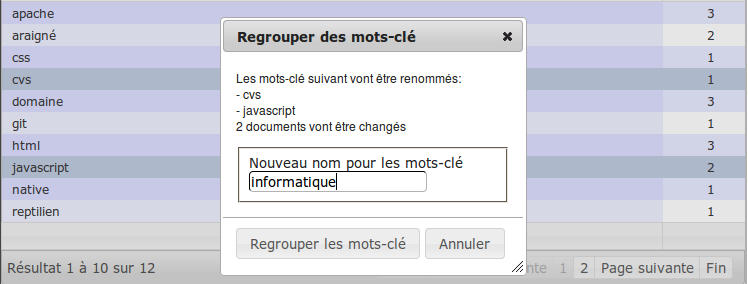 apache 3
araigné 2
css 1
cvs 1
domaine 3
git 1
html 3
javascript 2
native 1
reptilien 1
Regrouper des mots-clé
Les mots-clé suivant vont être renommés:
- cvs
- javascript
2 documents vont être changés
Nouveau nom pour les mots-clé
informatique
Regrouper les mots-clé Annuler
Résultat 1 à 10 sur 12 nte 1 2 Page suivante Fin